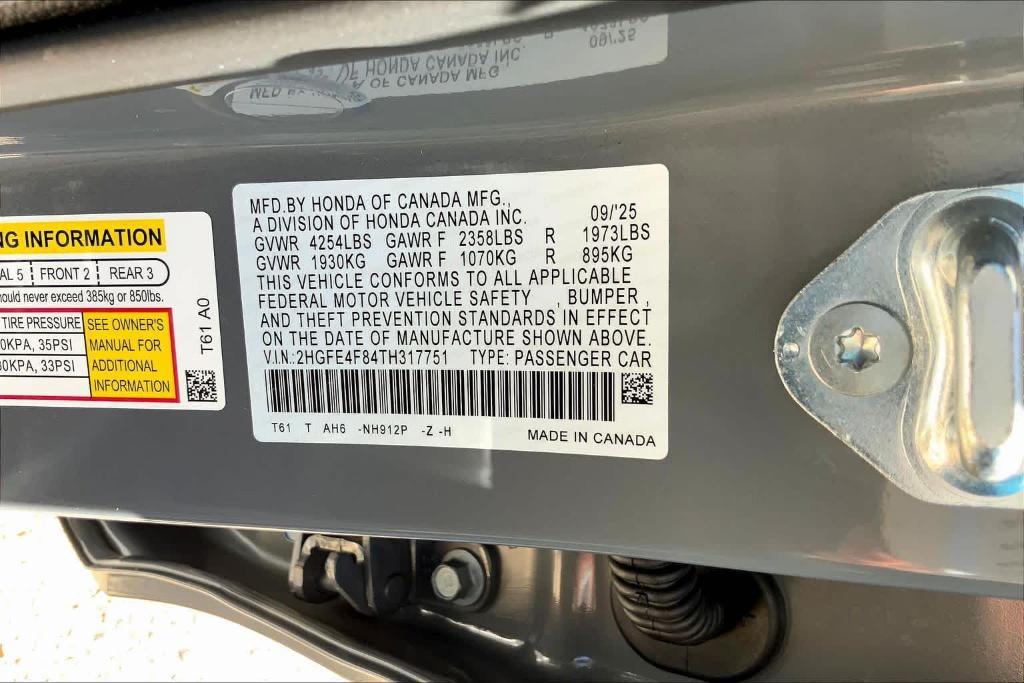 NG INFORMATION
AL 5 FRONT 2 REAR 3
hould never exceed 385kg or 850lbs.
TIRE PRESSURE SEE OWNER'S
0KPA, 35PSI MANUAL FOR
30KPA, 33PSI ADDITIONAL
INFORMATION
T61 A0
MFD.BY HONDA OF CANADA MFG.,
A DIVISION OF HONDA CANADA INC. 09/'25
GVWR 4254LBS GAWR F 2358LBS R 1973LBS
GVWR 1930KG GAWR F 1070KG R 895KG
THIS VEHICLE CONFORMS TO ALL APPLICABLE
FEDERAL MOTOR VEHICLE SAFETY , BUMPER ,
AND THEFT PREVENTION STANDARDS IN EFFECT
ON THE DATE OF MANUFACTURE SHOWN ABOVE.
V.I.N.:2HGFE4F84TH317751 TYPE: PASSENGER CAR
T61 T AH6 -NH912P -Z -H MADE IN CANADA